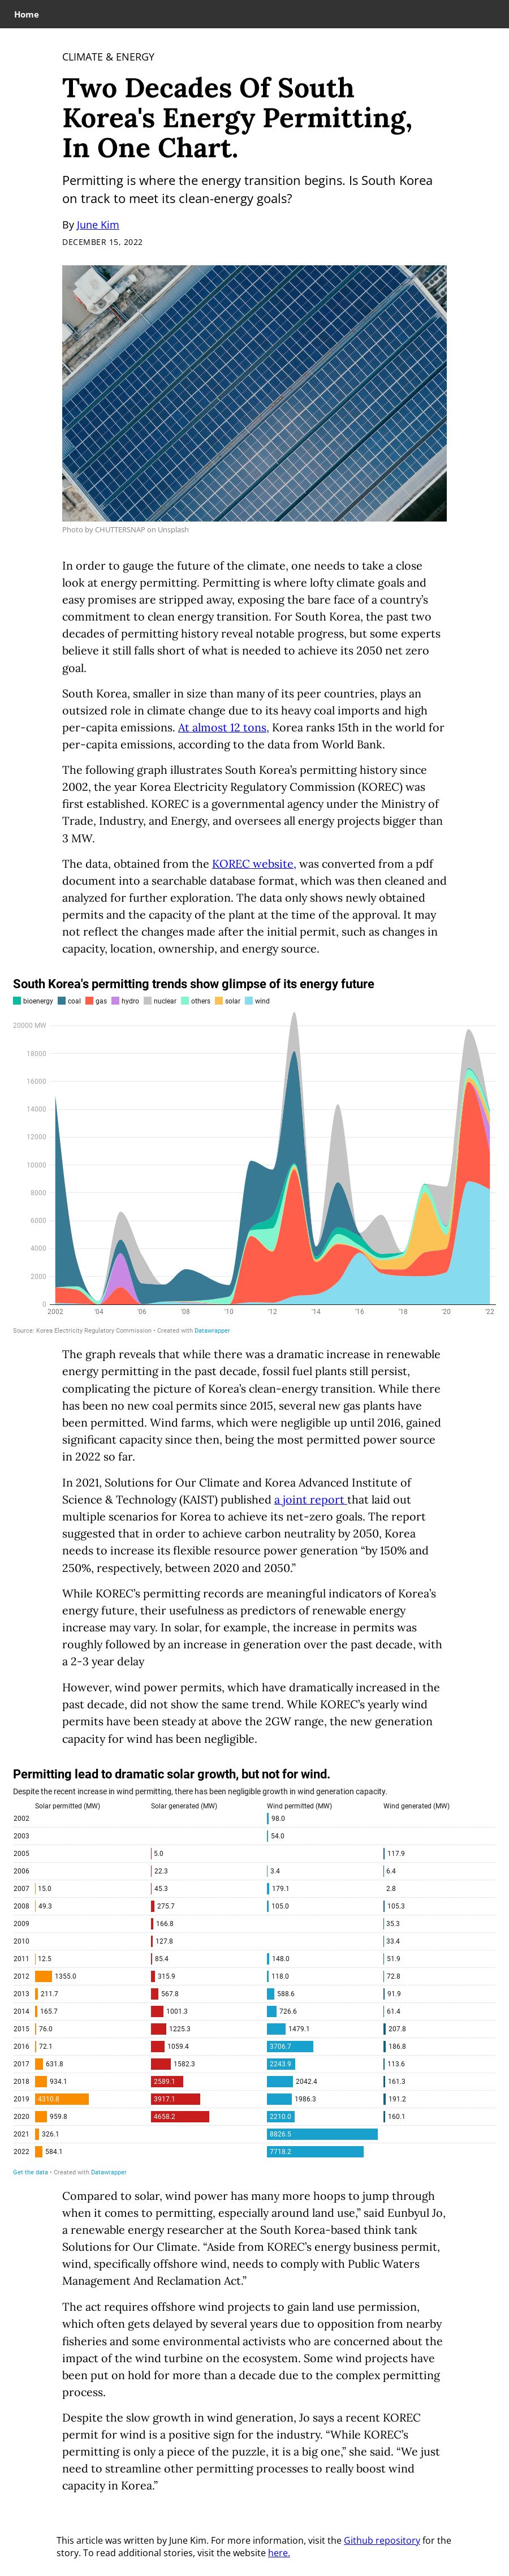 Home
CLIMATE & ENERGY
Two Decades Of South
Korea's Energy Permitting,
In One Chart.
Permitting is where the energy transition begins. Is South Korea
on track to meet its clean-energy goals?
By June Kim
DECEMBER 15, 2022
Photo by CHUTTERSNAP on Unsplash
In order to gauge the future of the climate, one needs to take a close
look at energy permitting. Permitting is where lofty climate goals and
easy promises are stripped away, exposing the bare face of a country’s
commitment to clean energy transition. For South Korea, the past two
decades of permitting history reveal notable progress, but some experts
believe it still falls short of what is needed to achieve its 2050 net zero
goal.
South Korea, smaller in size than many of its peer countries, plays an
outsized role in climate change due to its heavy coal imports and high
per-capita emissions. At almost 12 tons, Korea ranks 15th in the world for
per-capita emissions, according to the data from World Bank.
The following graph illustrates South Korea’s permitting history since
2002, the year Korea Electricity Regulatory Commission (KOREC) was
first established. KOREC is a governmental agency under the Ministry of
Trade, Industry, and Energy, and oversees all energy projects bigger than
3 MW.
The data, obtained from the KOREC website, was converted from a pdf
document into a searchable database format, which was then cleaned and
analyzed for further exploration. The data only shows newly obtained
permits and the capacity of the plant at the time of the approval. It may
not reflect the changes made after the initial permit, such as changes in
capacity, location, ownership, and energy source.
South Korea's permitting trends show glimpse of its energy future
bioenergy coal gas hydro nuclear others solar wind
20000 MW
18000
16000
14000
12000
10000
8000
6000
4000
2000
0
2002 '04 '06 '08 '10 '12 '14 '16 '18 '20 '22
Source: Korea Electricity Regulatory Commission • Created with Datawrapper
The graph reveals that while there was a dramatic increase in renewable
energy permitting in the past decade, fossil fuel plants still persist,
complicating the picture of Korea’s clean-energy transition. While there
has been no new coal permits since 2015, several new gas plants have
been permitted. Wind farms, which were negligible up until 2016, gained
significant capacity since then, being the most permitted power source
in 2022 so far.
In 2021, Solutions for Our Climate and Korea Advanced Institute of
Science & Technology (KAIST) published a joint report that laid out
multiple scenarios for Korea to achieve its net-zero goals. The report
suggested that in order to achieve carbon neutrality by 2050, Korea
needs to increase its flexible resource power generation “by 150% and
250%, respectively, between 2020 and 2050.”
While KOREC’s permitting records are meaningful indicators of Korea’s
energy future, their usefulness as predictors of renewable energy
increase may vary. In solar, for example, the increase in permits was
roughly followed by an increase in generation over the past decade, with
a 2-3 year delay
However, wind power permits, which have dramatically increased in the
past decade, did not show the same trend. While KOREC’s yearly wind
permits have been steady at above the 2GW range, the new generation
capacity for wind has been negligible.
Permitting lead to dramatic solar growth, but not for wind.
Despite the recent increase in wind permitting, there has been negligible growth in wind generation capacity.
Solar permitted (MW) Solar generated (MW) Wind permitted (MW) Wind generated (MW)
2002 98.0
2003 54.0
2005 5.0 117.9
2006 22.3 3.4 6.4
2007 15.0 45.3 179.1 2.8
2008 49.3 275.7 105.0 105.3
2009 166.8 35.3
2010 127.8 33.4
2011 12.5 85.4 148.0 51.9
2012 1355.0 315.9 118.0 72.8
2013 211.7 567.8 588.6 91.9
2014 165.7 1001.3 726.6 61.4
2015 76.0 1225.3 1479.1 207.8
2016 72.1 1059.4 3706.7 186.8
2017 631.8 1582.3 2243.9 113.6
2018 934.1 2589.1 2042.4 161.3
2019 4310.8 3917.1 1986.3 191.2
2020 959.8 4658.2 2210.0 160.1
2021 326.1 8826.5
2022 584.1 7718.2
Get the data • Created with Datawrapper
Compared to solar, wind power has many more hoops to jump through
when it comes to permitting, especially around land use,” said Eunbyul Jo,
a renewable energy researcher at the South Korea-based think tank
Solutions for Our Climate. “Aside from KOREC’s energy business permit,
wind, specifically offshore wind, needs to comply with Public Waters
Management And Reclamation Act.”
The act requires offshore wind projects to gain land use permission,
which often gets delayed by several years due to opposition from nearby
fisheries and some environmental activists who are concerned about the
impact of the wind turbine on the ecosystem. Some wind projects have
been put on hold for more than a decade due to the complex permitting
process.
Despite the slow growth in wind generation, Jo says a recent KOREC
permit for wind is a positive sign for the industry. “While KOREC’s
permitting is only a piece of the puzzle, it is a big one,” she said. “We just
need to streamline other permitting processes to really boost wind
capacity in Korea.”
This article was written by June Kim. For more information, visit the Github repository for the
story. To read additional stories, visit the website here.